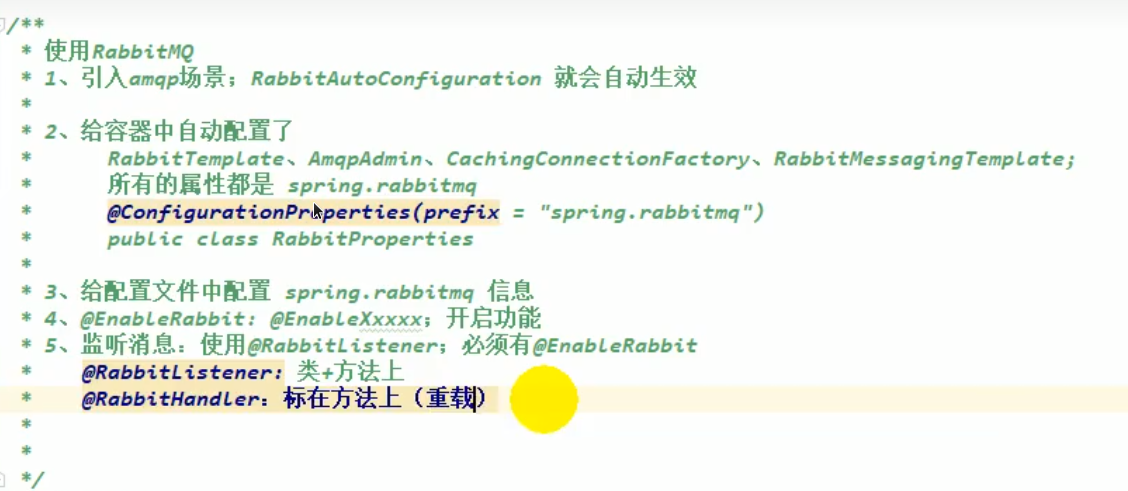 /**
* 使用RabbitMQ
* 1、引入amqp场景；RabbitAutoConfiguration 就会自动生效
*
* 2、给容器中自动配置了
* RabbitTemplate、AmqpAdmin、CachingConnectionFactory、RabbitMessagingTemplate;
* 所有的属性都是 spring.rabbitmq
* @ConfigurationProperties(prefix = "spring.rabbitmq")
* public class RabbitProperties
*
* 3、给配置文件中配置 spring.rabbitmq 信息
* 4、@EnableRabbit: @EnableXxxxx；开启功能
* 5、监听消息：使用@RabbitListener；必须有@EnableRabbit
* @RabbitListener: 类+方法上
* @RabbitHandler：标在方法上（重载）
*
*
*/